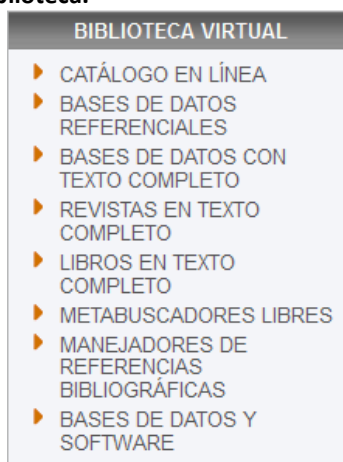 BIBLIOTECA VIRTUAL
CATÁLOGO EN LÍNEA
BASES DE DATOS
REFERENCIALES
BASES DE DATOS CON
TEXTO COMPLETO
REVISTAS EN TEXTO
COMPLETO
LIBROS EN TEXTO
COMPLETO
METABUSCADORES LIBRES
MANEJADORES DE
REFERENCIAS
BIBLIOGRÁFICAS
BASES DE DATOS Y
SOFTWARE